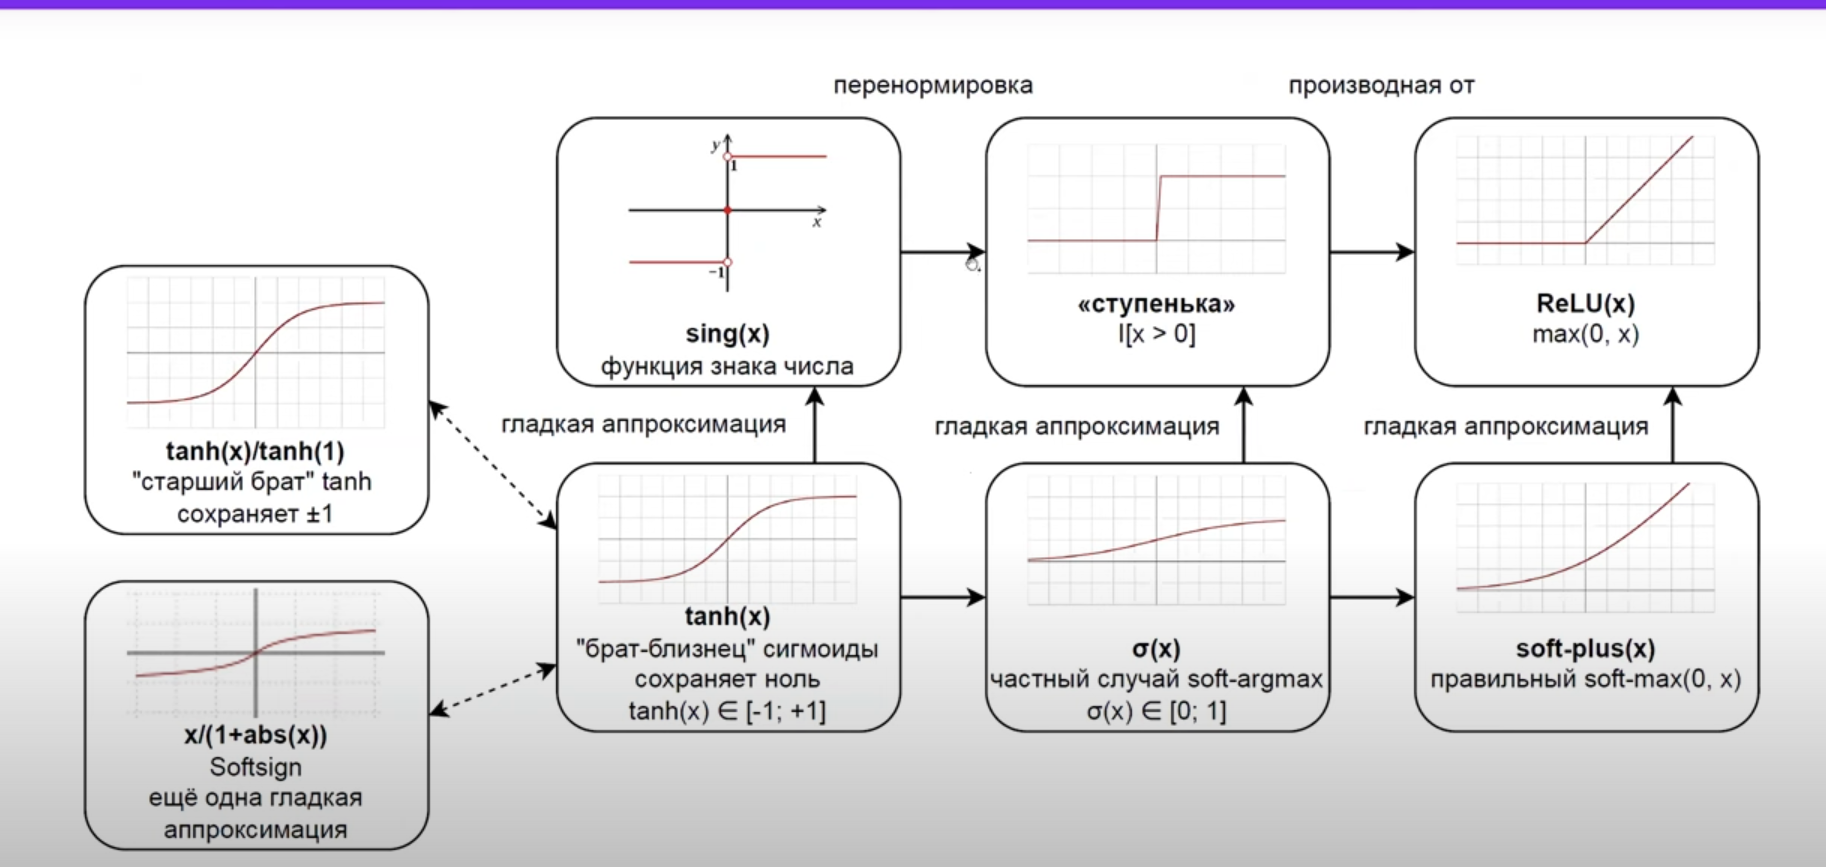 перенормировка
производная от
y
1
x
−1
sing(x)
функция знака числа
«ступенька»
I[x > 0]
ReLU(x)
max(0, x)
tanh(x)/tanh(1)
"старший брат" tanh
сохраняет ±1
гладкая аппроксимация
гладкая аппроксимация
гладкая аппроксимация
tanh(x)
"брат-близнец" сигмоиды
сохраняет ноль
tanh(x) ∈ [-1; +1]
σ(x)
частный случай soft-argmax
σ(x) ∈ [0; 1]
soft-plus(x)
правильный soft-max(0, x)
x/(1+abs(x))
Softsign
ещё одна гладкая
аппроксимация